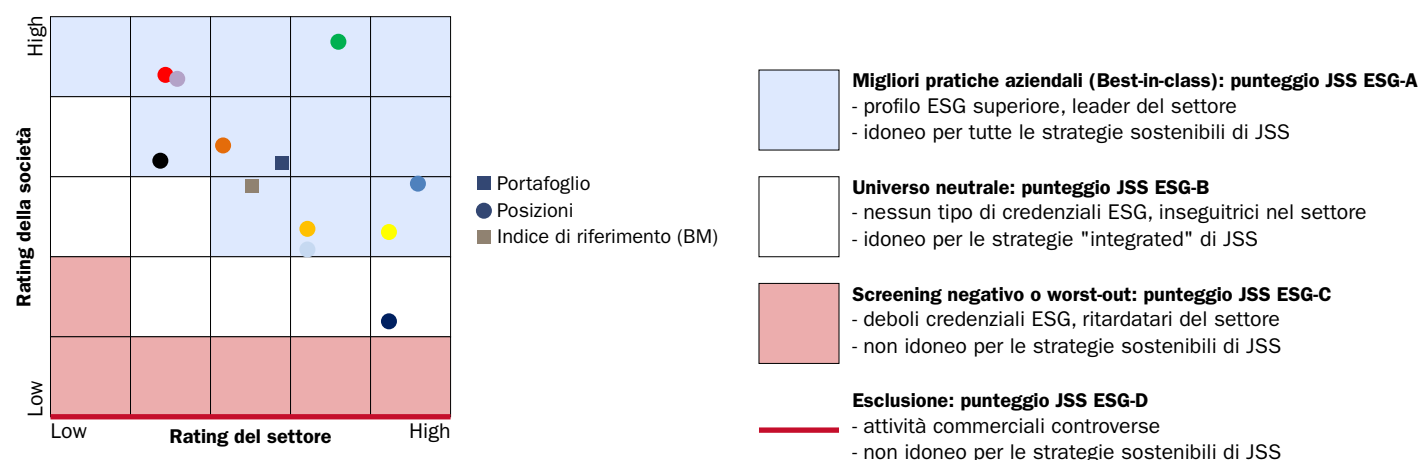 High
Rating della società
Low
Low
Rating del settore
High
Portafoglio
Posizioni
Indice di riferimento (BM)
Migliori pratiche aziendali (Best-in-class): punteggio JSS ESG-A
- profilo ESG superiore, leader del settore
- idoneo per tutte le strategie sostenibili di JSS
Universo neutrale: punteggio JSS ESG-B
- nessun tipo di credenziali ESG, inseguitrici nel settore
- idoneo per le strategie "integrated" di JSS
Screening negativo o worst-out: punteggio JSS ESG-C
- deboli credenziali ESG, ritardatari del settore
- non idoneo per le strategie sostenibili di JSS
Esclusione: punteggio JSS ESG-D
- attività commerciali controverse
- non idoneo per le strategie sostenibili di JSS